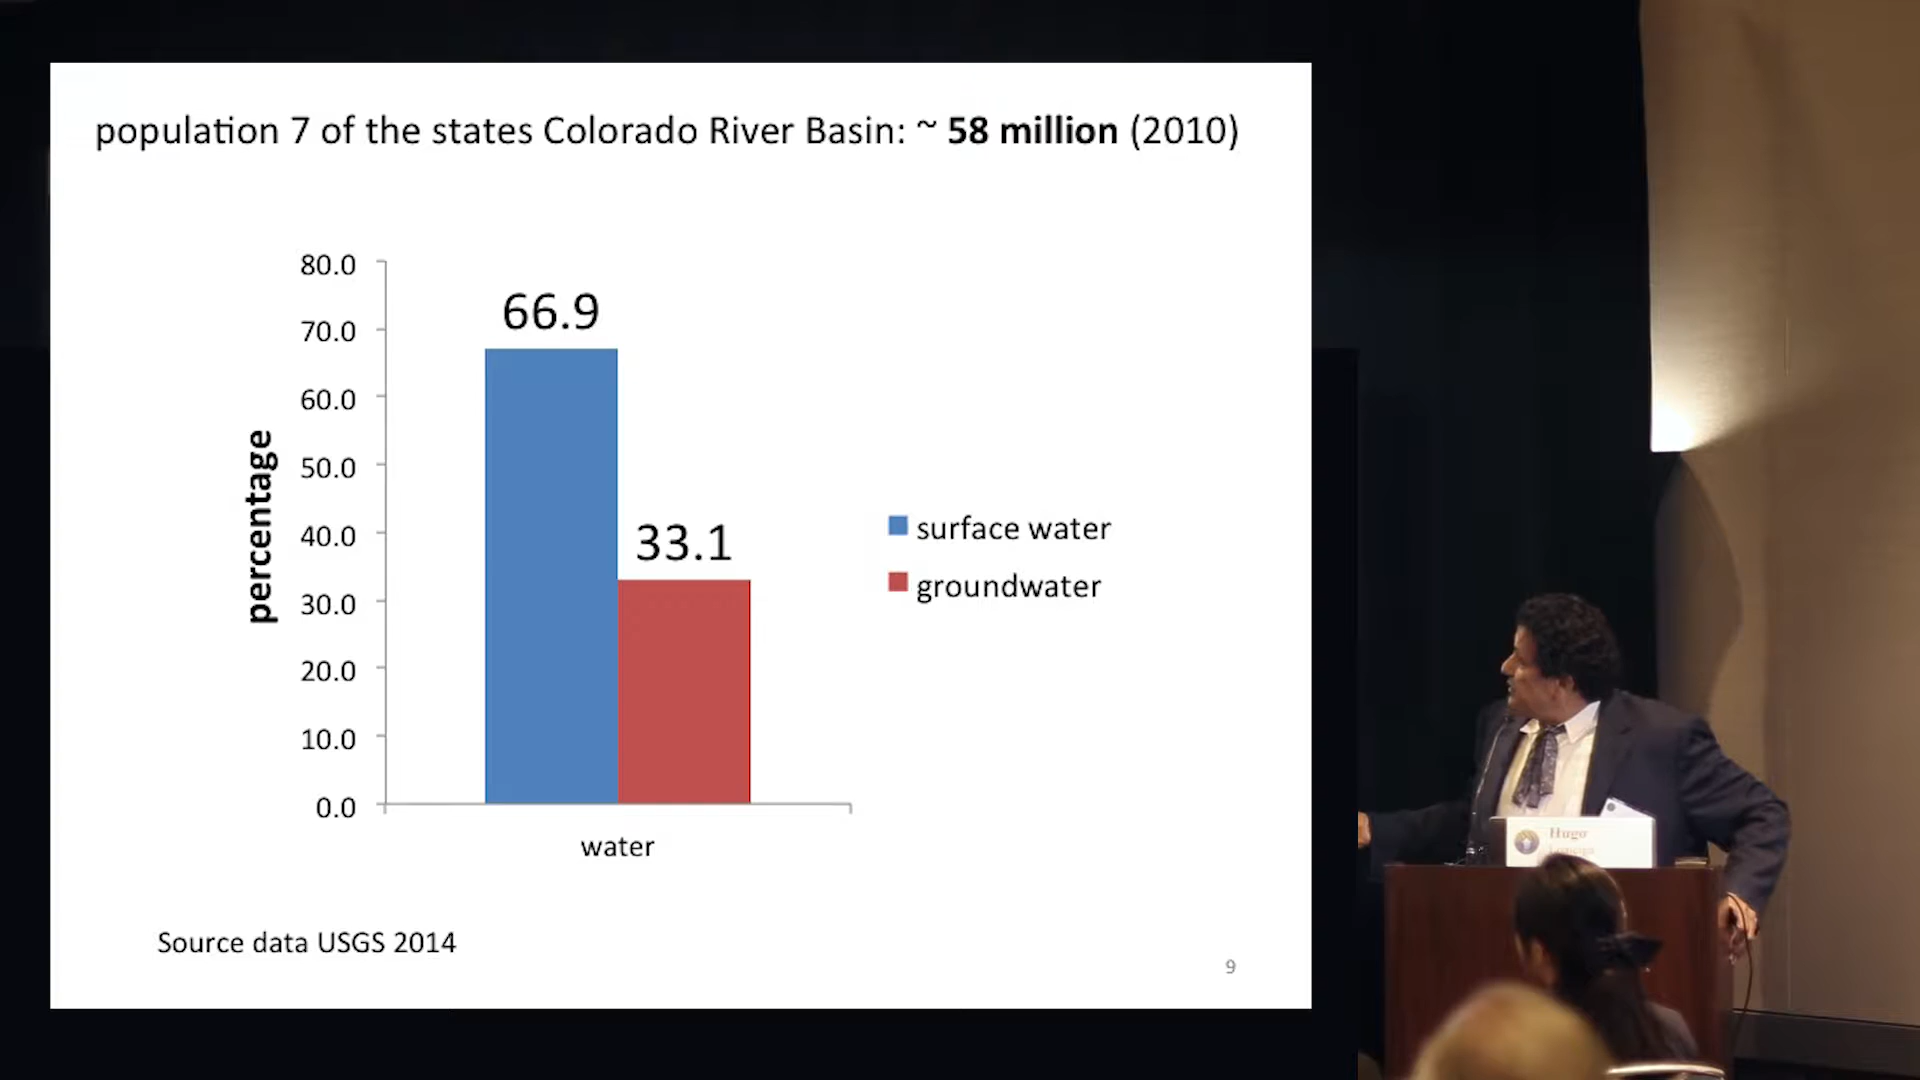 population 7 of the states Colorado River Basin: ~ 58 million (2010)
80.0
70.0
60.0
50.0
40.0
30.0
20.0
10.0
0.0
percentage
66.9
33.1
surface water
groundwater
water
Source data USGS 2014
9
Hugo